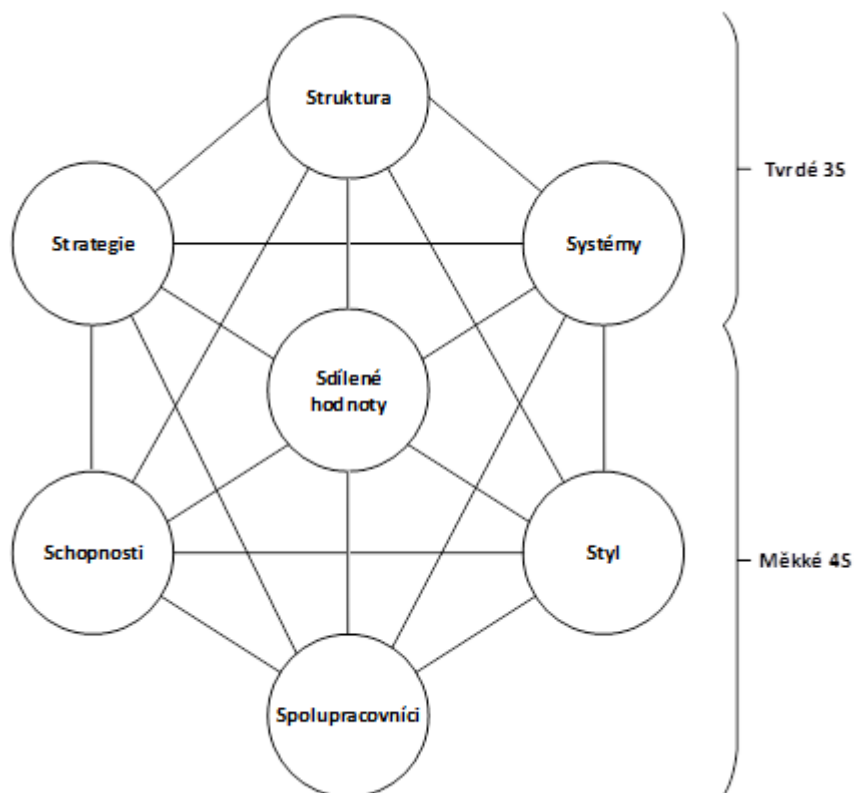 Struktura
Tvrdé 3S
Strategie
Systémy
Sdílené
hodnoty
Schopnosti
Styl
Měkké 4S
Spolupracovníci